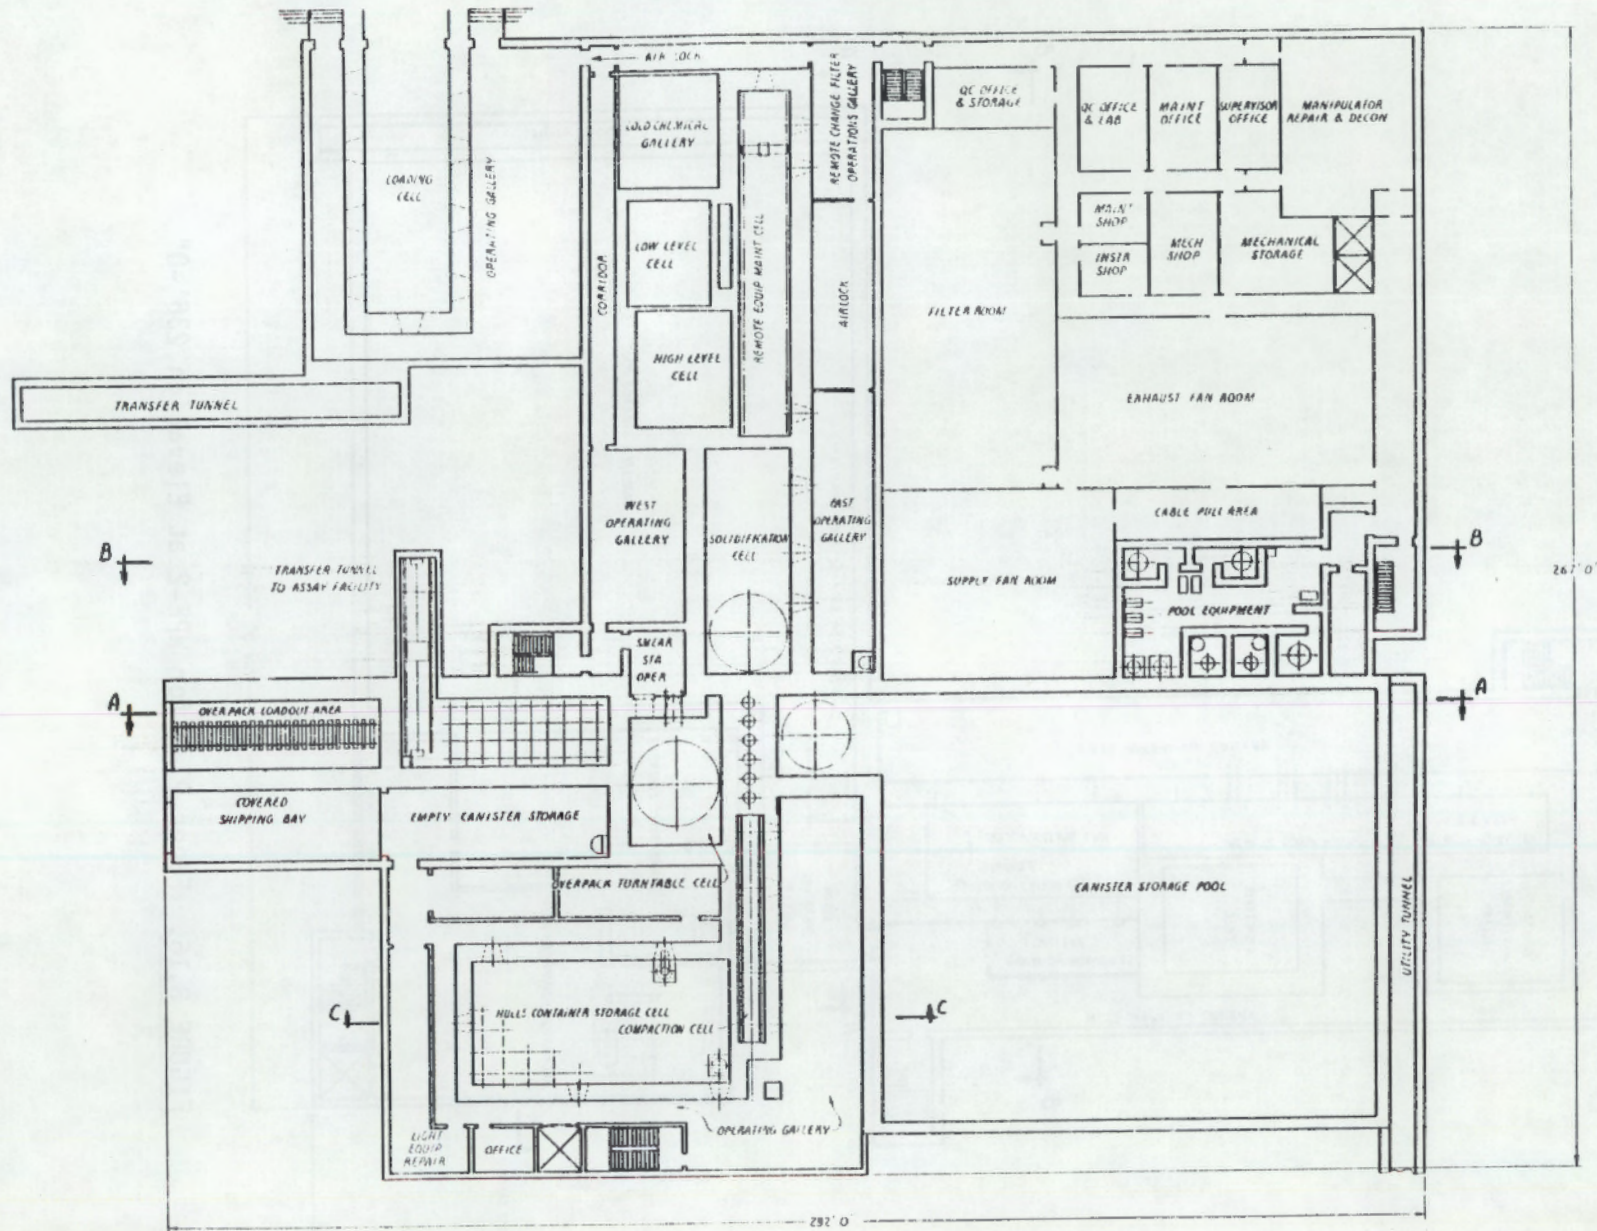 AIR LOCK
REMOTE CHANGE FILTER
OPERATIONS GALLERY
QC OFFICE
& STORAGE
QC OFFICE
& LAB
MAINT
OFFICE
SUPERVISOR
OFFICE
MANIPULATOR
REPAIR & DECON
COLD CHEMICAL
GALLERY
LOADING
CELL
OPERATING GALLERY
MAINT
SHOP
INSTR
SHOP
MECH
SHOP
MECHANICAL
STORAGE
LOW LEVEL
CELL
REMOTE EQUIP MAINT CELL
CORRIDOR
AIRLOCK
FILTER ROOM
HIGH LEVEL
CELL
EXHAUST FAN ROOM
TRANSFER TUNNEL
WEST
OPERATING
GALLERY
SOLIDIFICATION
CELL
EAST
OPERATING
GALLERY
CABLE PULL AREA
B
B
TRANSFER TUNNEL
TO ASSAY FACILITY
SUPPLY FAN ROOM
POOL EQUIPMENT
267' 0"
SMEAR
STA
OPER
A
A
OVERPACK LOADOUT AREA
COVERED
SHIPPING BAY
EMPTY CANISTER STORAGE
OVERPACK TURNTABLE CELL
CANISTER STORAGE POOL
UTILITY TUNNEL
C
C
HULLS CONTAINER STORAGE CELL
COMPACTION CELL
LIGHT
EQUIP
REPAIR
OFFICE
OPERATING GALLERY
292' 0